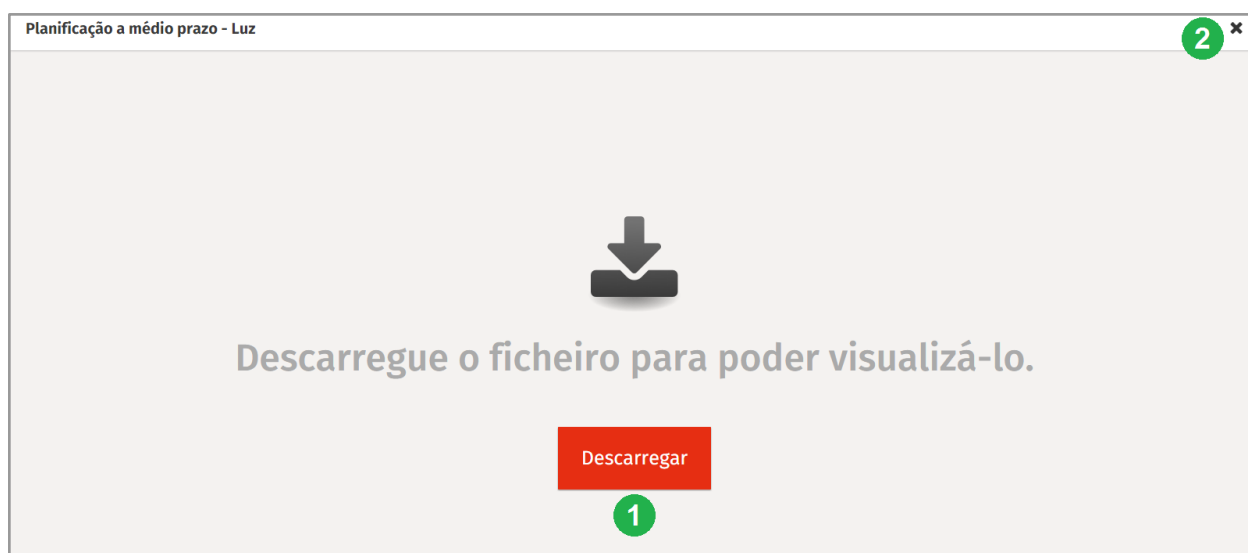 Planificação a médio prazo - Luz
2
Descarregue o ficheiro para poder visualizá-lo.
Descarregar
1